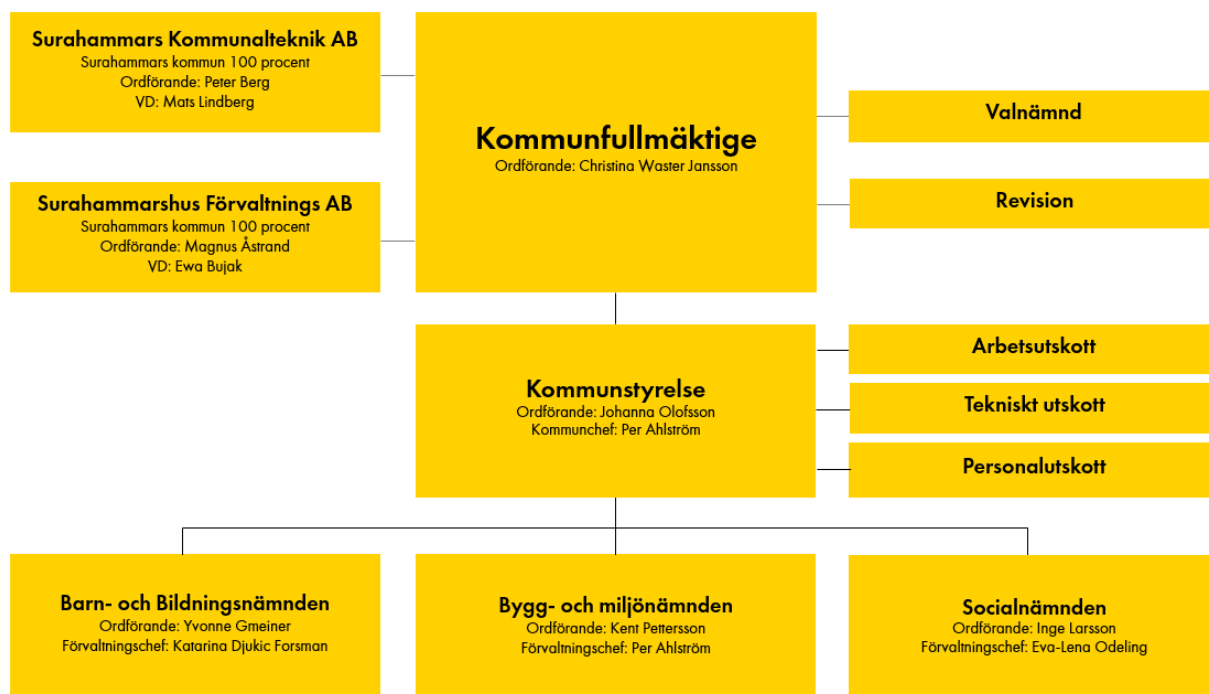 Surahammars Kommunalteknik AB
Surahammars kommun 100 procent
Ordförande: Peter Berg
VD: Mats Lindberg
Surahammarshus Förvaltnings AB
Surahammars kommun 100 procent
Ordförande: Magnus Åstrand
VD: Ewa Bujak
Kommunfullmäktige
Ordförande: Christina Waster Jansson
Valnämnd
Revision
Kommunstyrelse
Ordförande: Johanna Olofsson
Kommunchef: Per Ahlström
Arbetsutskott
Tekniskt utskott
Personalutskott
Barn- och Bildningsnämnden
Ordförande: Yvonne Gmeiner
Förvaltningschef: Katarina Djukic Forsman
Bygg- och miljönämnden
Ordförande: Kent Pettersson
Förvaltningschef: Per Ahlström
Socialnämnden
Ordförande: Inge Larsson
Förvaltningschef: Eva-Lena Odeling